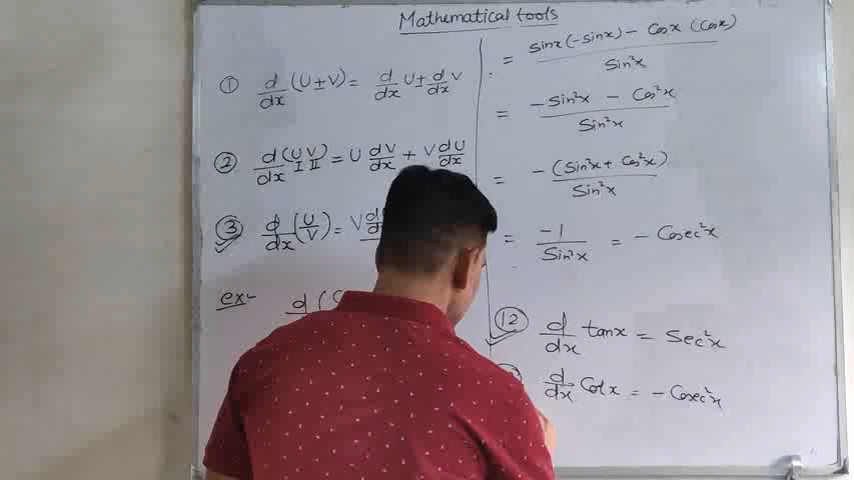 Mathematical tools
① d/dx (U ± V) = d/dx U ± d/dx V
② d/dx (U V) = U dV/dx + V dU/dx
I II
③ d/dx (U/V) = V
ex-
d
= sinx(-sinx) - Cosx (Cosx) / Sin²x
= -Sin²x - Cos²x / Sin²x
= -(Sin²x + Cos²x) / Sin²x
= -1 / Sin²x = - Cosec²x
⑫ d/dx tanx = Sec²x
d/dx Cotx = - Cosec²x